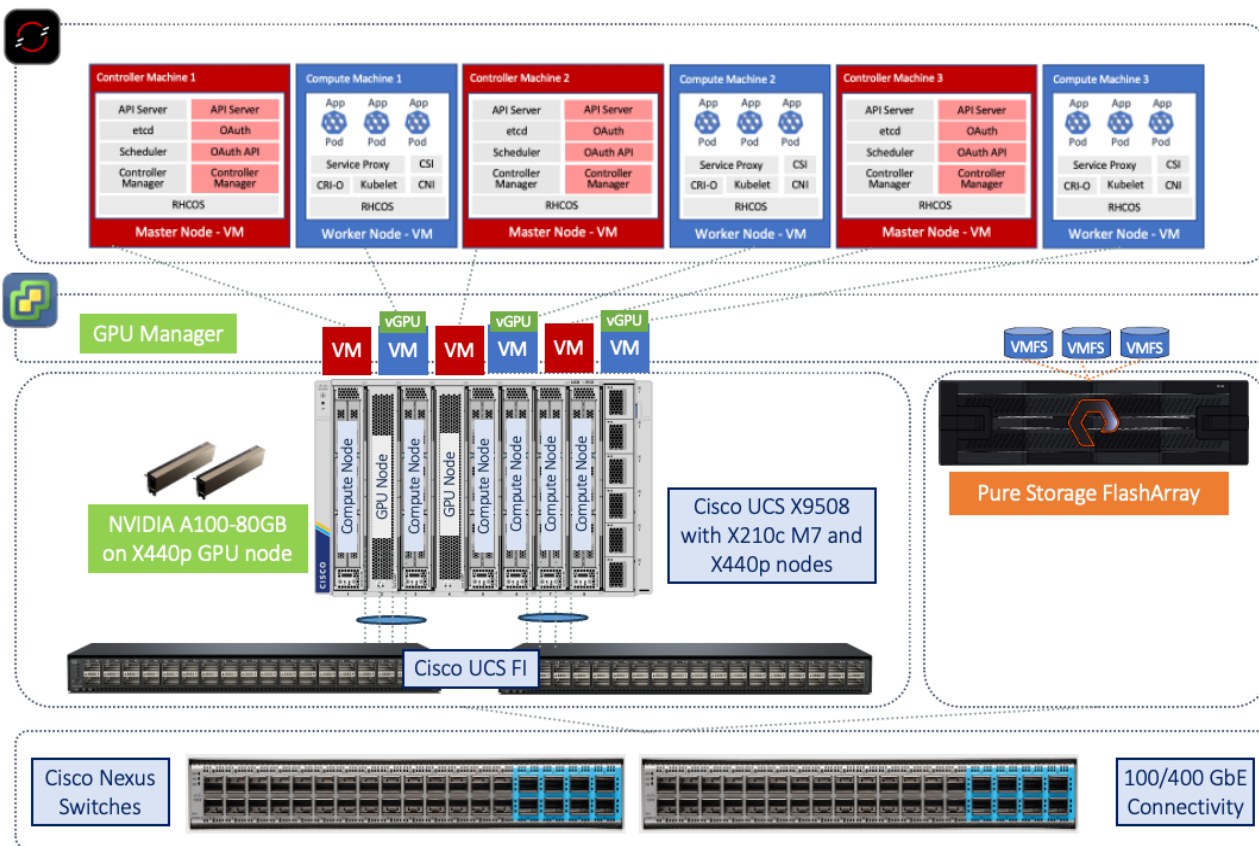 Controller Machine 1
API Server
API Server
etcd
OAuth
Scheduler
OAuth API
Controller
Manager
Controller
Manager
RHCOS
Master Node - VM
Compute Machine 1
App
App
App
Pod
Pod
Service Proxy
CSI
CRI-O
Kubelet
CNI
RHCOS
Worker Node - VM
Controller Machine 2
API Server
API Server
etcd
OAuth
Scheduler
OAuth API
Controller
Manager
Controller
Manager
RHCOS
Master Node - VM
Compute Machine 2
App
App
App
Pod
Pod
Service Proxy
CSI
CRI-O
Kubelet
CNI
RHCOS
Worker Node - VM
Controller Machine 3
API Server
API Server
etcd
OAuth
Scheduler
OAuth API
Controller
Manager
Controller
Manager
RHCOS
Master Node - VM
Compute Machine 3
App
App
App
Pod
Pod
Service Proxy
CSI
CRI-O
Kubelet
CNI
RHCOS
Worker Node - VM
GPU Manager
VM
vGPU
VM
VM
vGPU
VM
VM
vGPU
VM
VMFS
VMFS
VMFS
Compute Node
GPU Node
Compute Node
GPU Node
Compute Node
Compute Node
Compute Node
Compute Node
CISCO
1
2
3
4
5
6
7
8
NVIDIA A100-80GB
on X440p GPU node
Cisco UCS X9508
with X210c M7 and
X440p nodes
Pure Storage FlashArray
Cisco UCS FI
Cisco Nexus
Switches
100/400 GbE
Connectivity